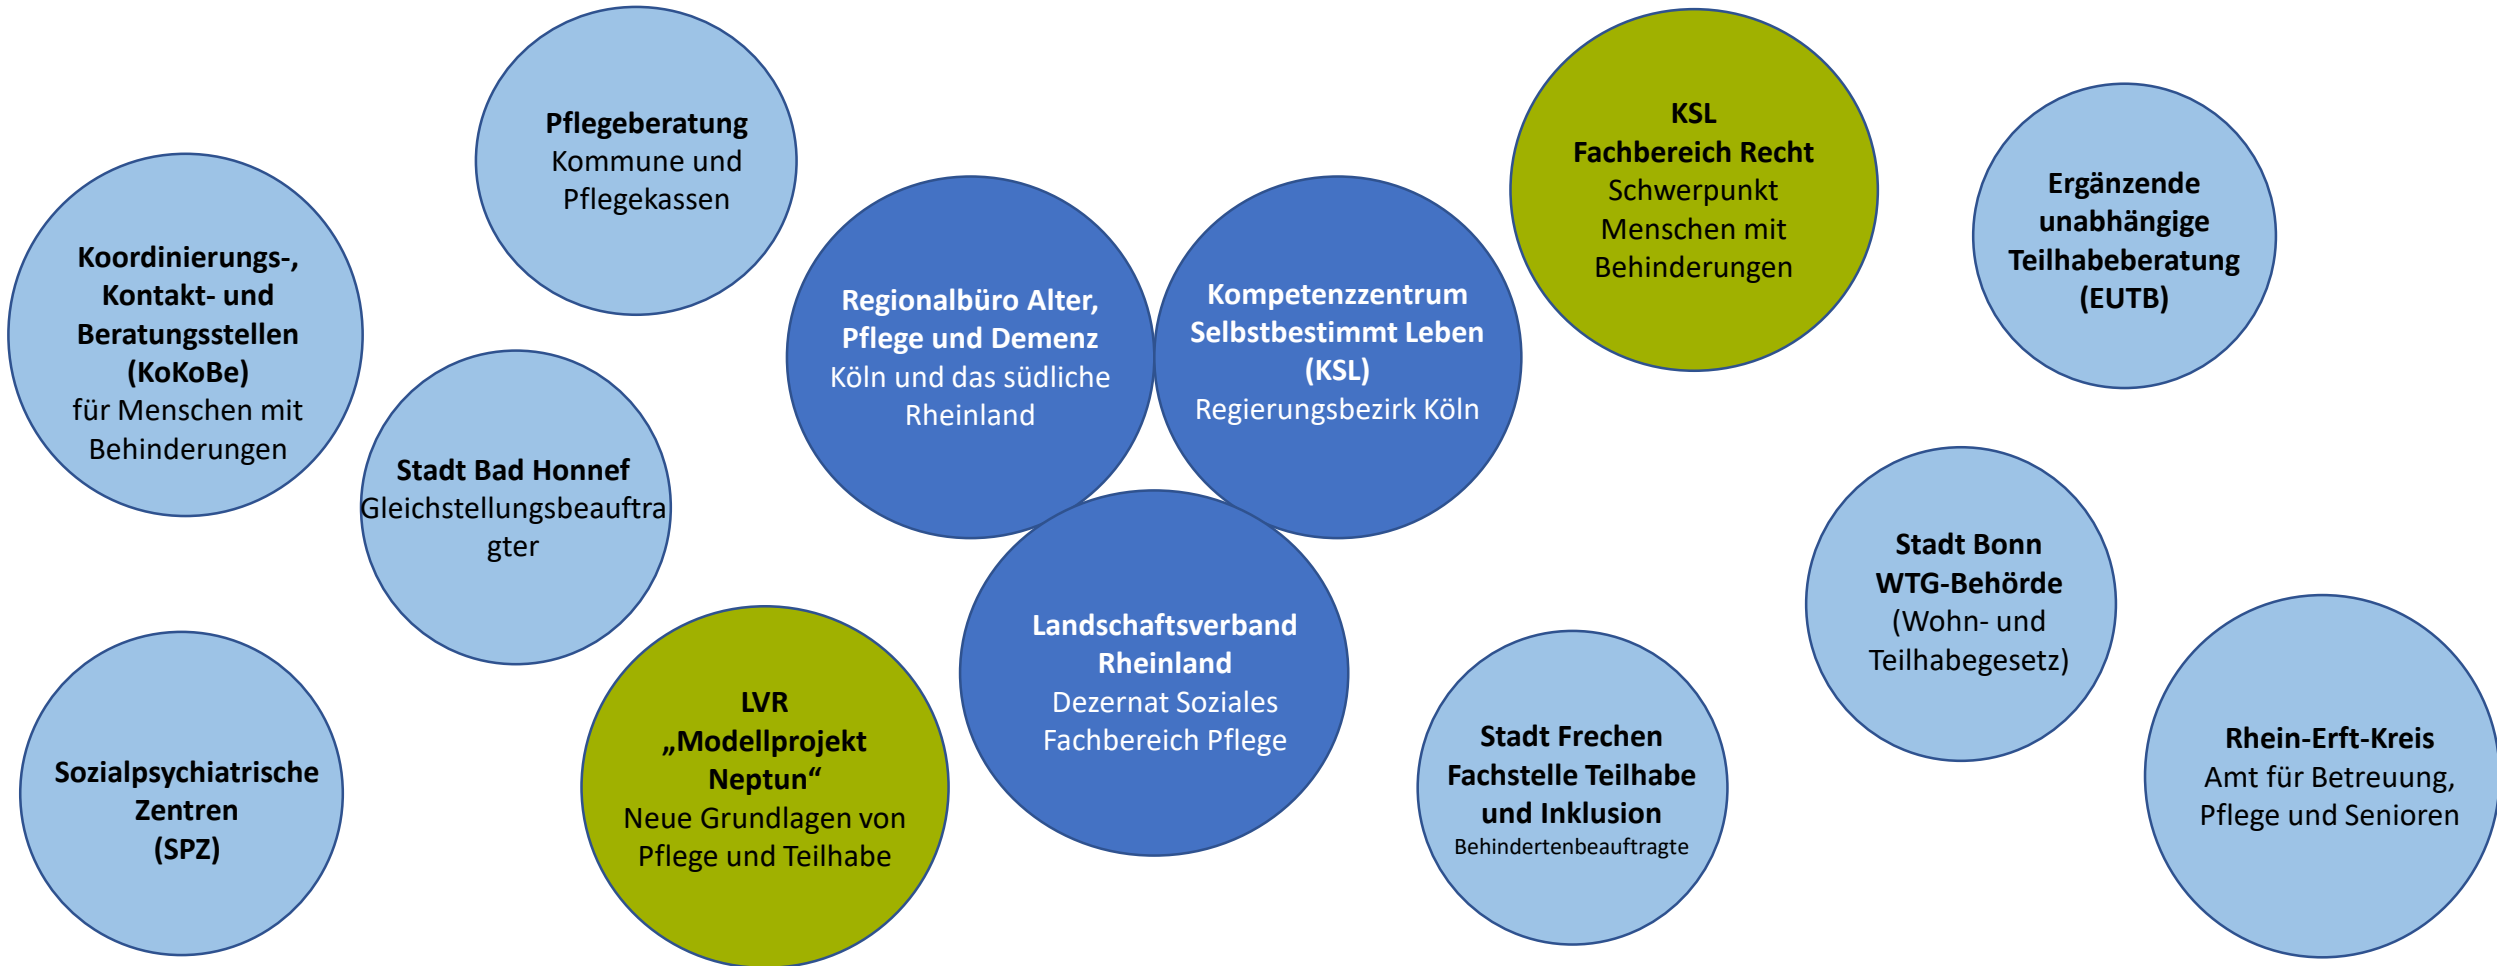 Koordinierungs-,
Kontakt- und
Beratungsstellen
(KoKoBe)
für Menschen mit
Behinderungen
Pflegeberatung
Kommune und
Pflegekassen
Stadt Bad Honnef
Gleichstellungsbeauftra
gter
Sozialpsychiatrische
Zentren
(SPZ)
LVR
„Modellprojekt
Neptun“
Neue Grundlagen von
Pflege und Teilhabe
Regionalbüro Alter,
Pflege und Demenz
Köln und das südliche
Rheinland
Kompetenzzentrum
Selbstbestimmt Leben
(KSL)
Regierungsbezirk Köln
Landschaftsverband
Rheinland
Dezernat Soziales
Fachbereich Pflege
KSL
Fachbereich Recht
Schwerpunkt
Menschen mit
Behinderungen
Ergänzende
unabhängige
Teilhabeberatung
(EUTB)
Stadt Bonn
WTG-Behörde
(Wohn- und
Teilhabegesetz)
Stadt Frechen
Fachstelle Teilhabe
und Inklusion
Behindertenbeauftragte
Rhein-Erft-Kreis
Amt für Betreuung,
Pflege und Senioren